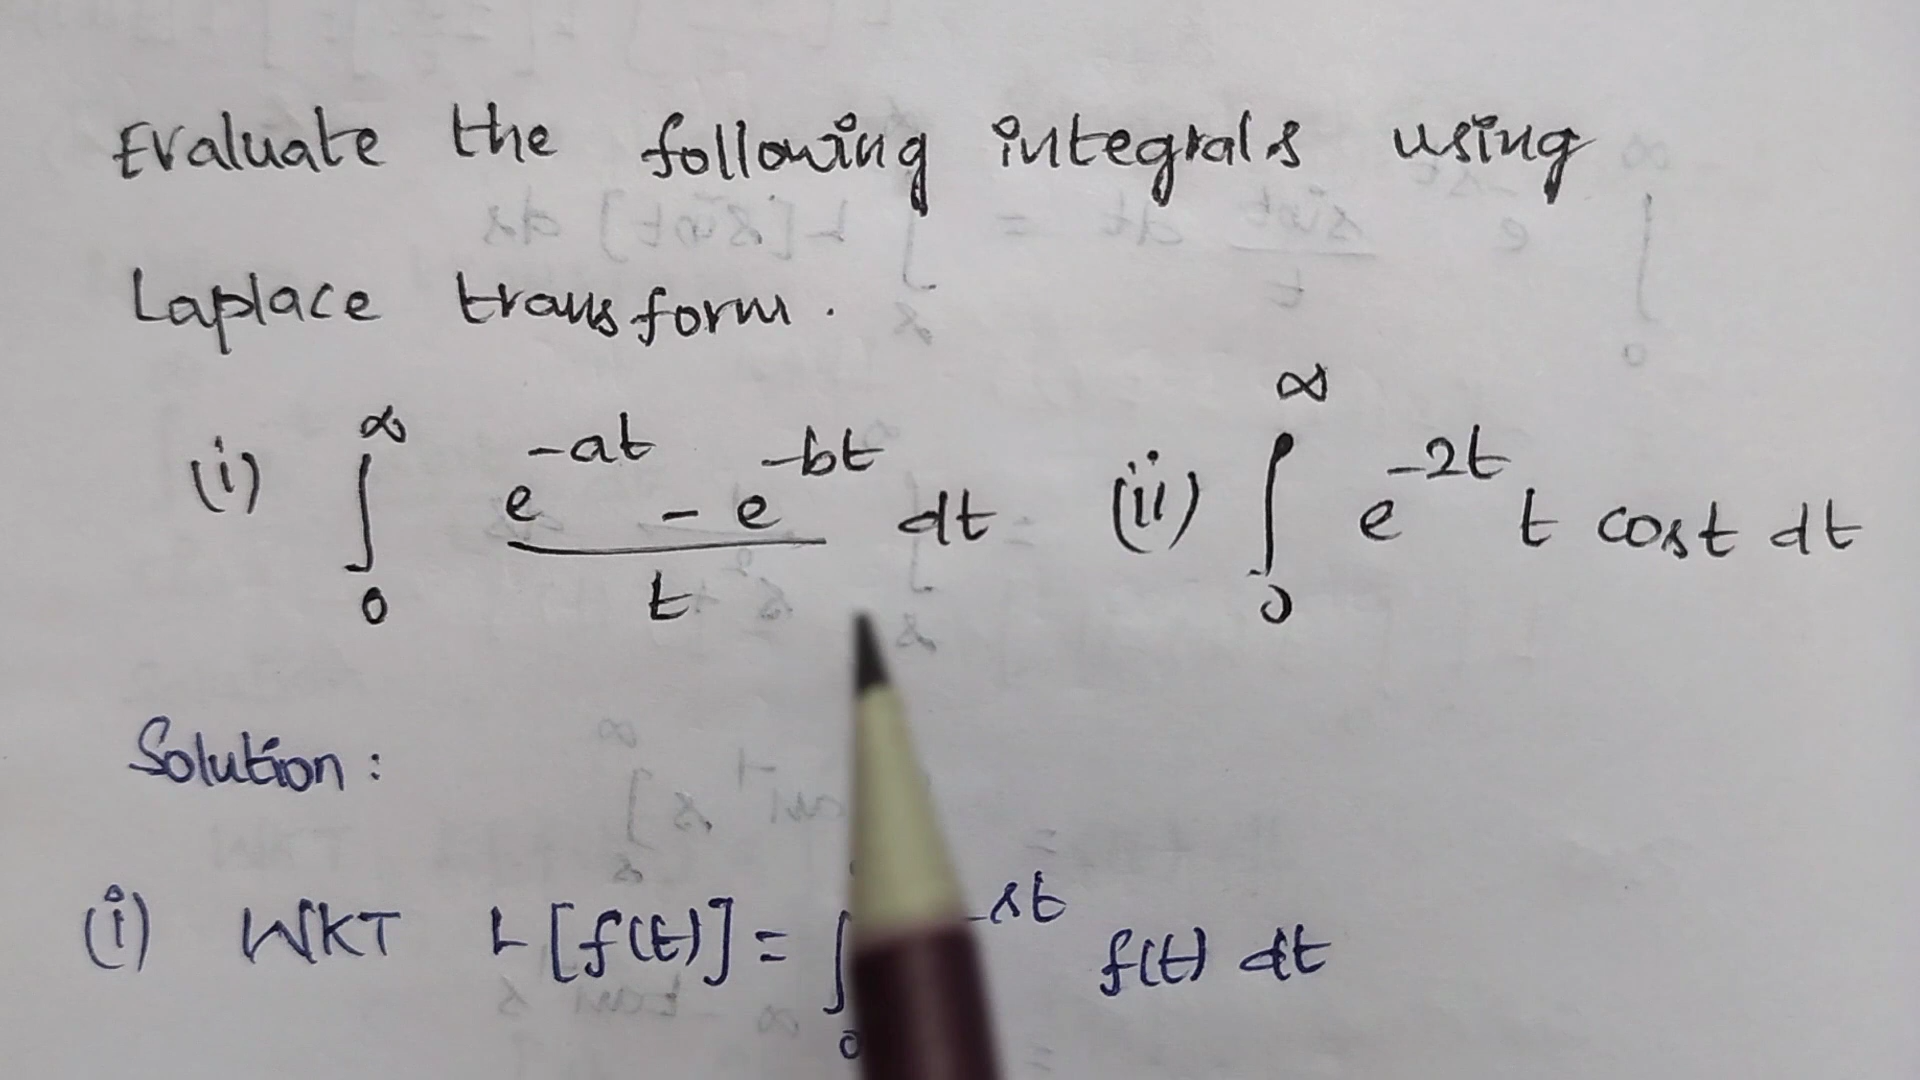 Evaluate the following integrals using
Laplace transform.
(i) ∫₀^∞ (e^{-at} - e^{-bt})/t dt (ii) ∫₀^∞ e^{-2t} t cost dt
Solution:
(i) WKT L[f(t)] = ∫₀ ^{-st} f(t) dt